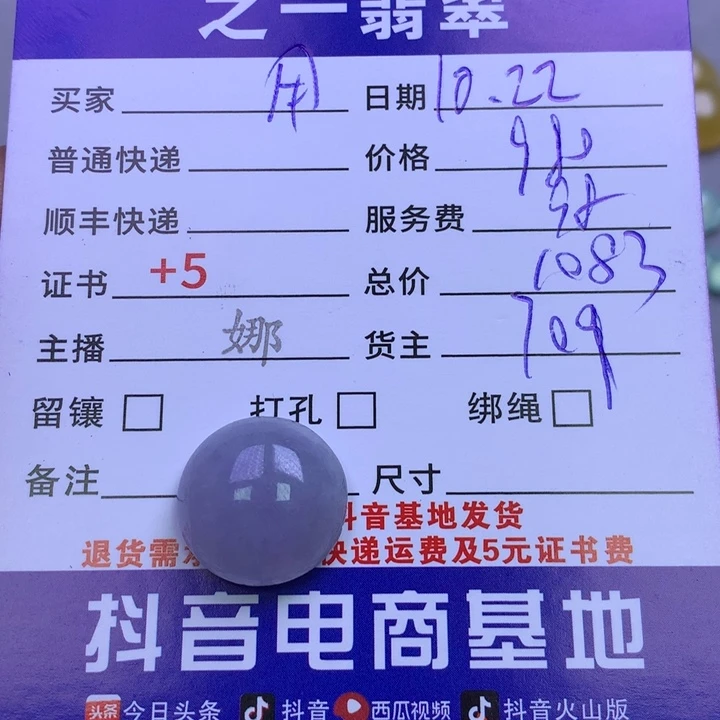 之一翡翠
买家 日期 10.22
普通快递 价格
顺丰快递 服务费
证书 +5 总价 1083
主播 娜 货主 709
留镶 打孔 绑绳
备注 尺寸
抖音基地发货
退货需 快递运费及5元证书费
抖音电商基地
头条 今日头条 抖音 西瓜视频 抖音火山版